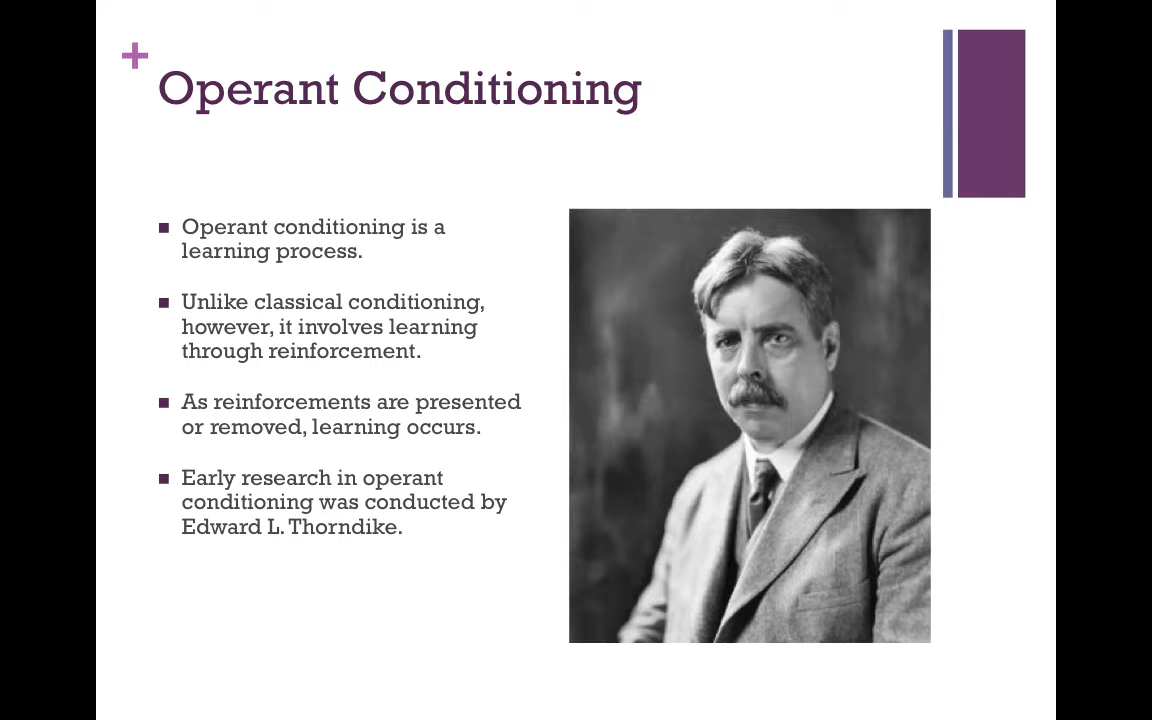 Operant Conditioning
Operant conditioning is a
learning process.
Unlike classical conditioning,
however, it involves learning
through reinforcement.
As reinforcements are presented
or removed, learning occurs.
Early research in operant
conditioning was conducted by
Edward L. Thorndike.